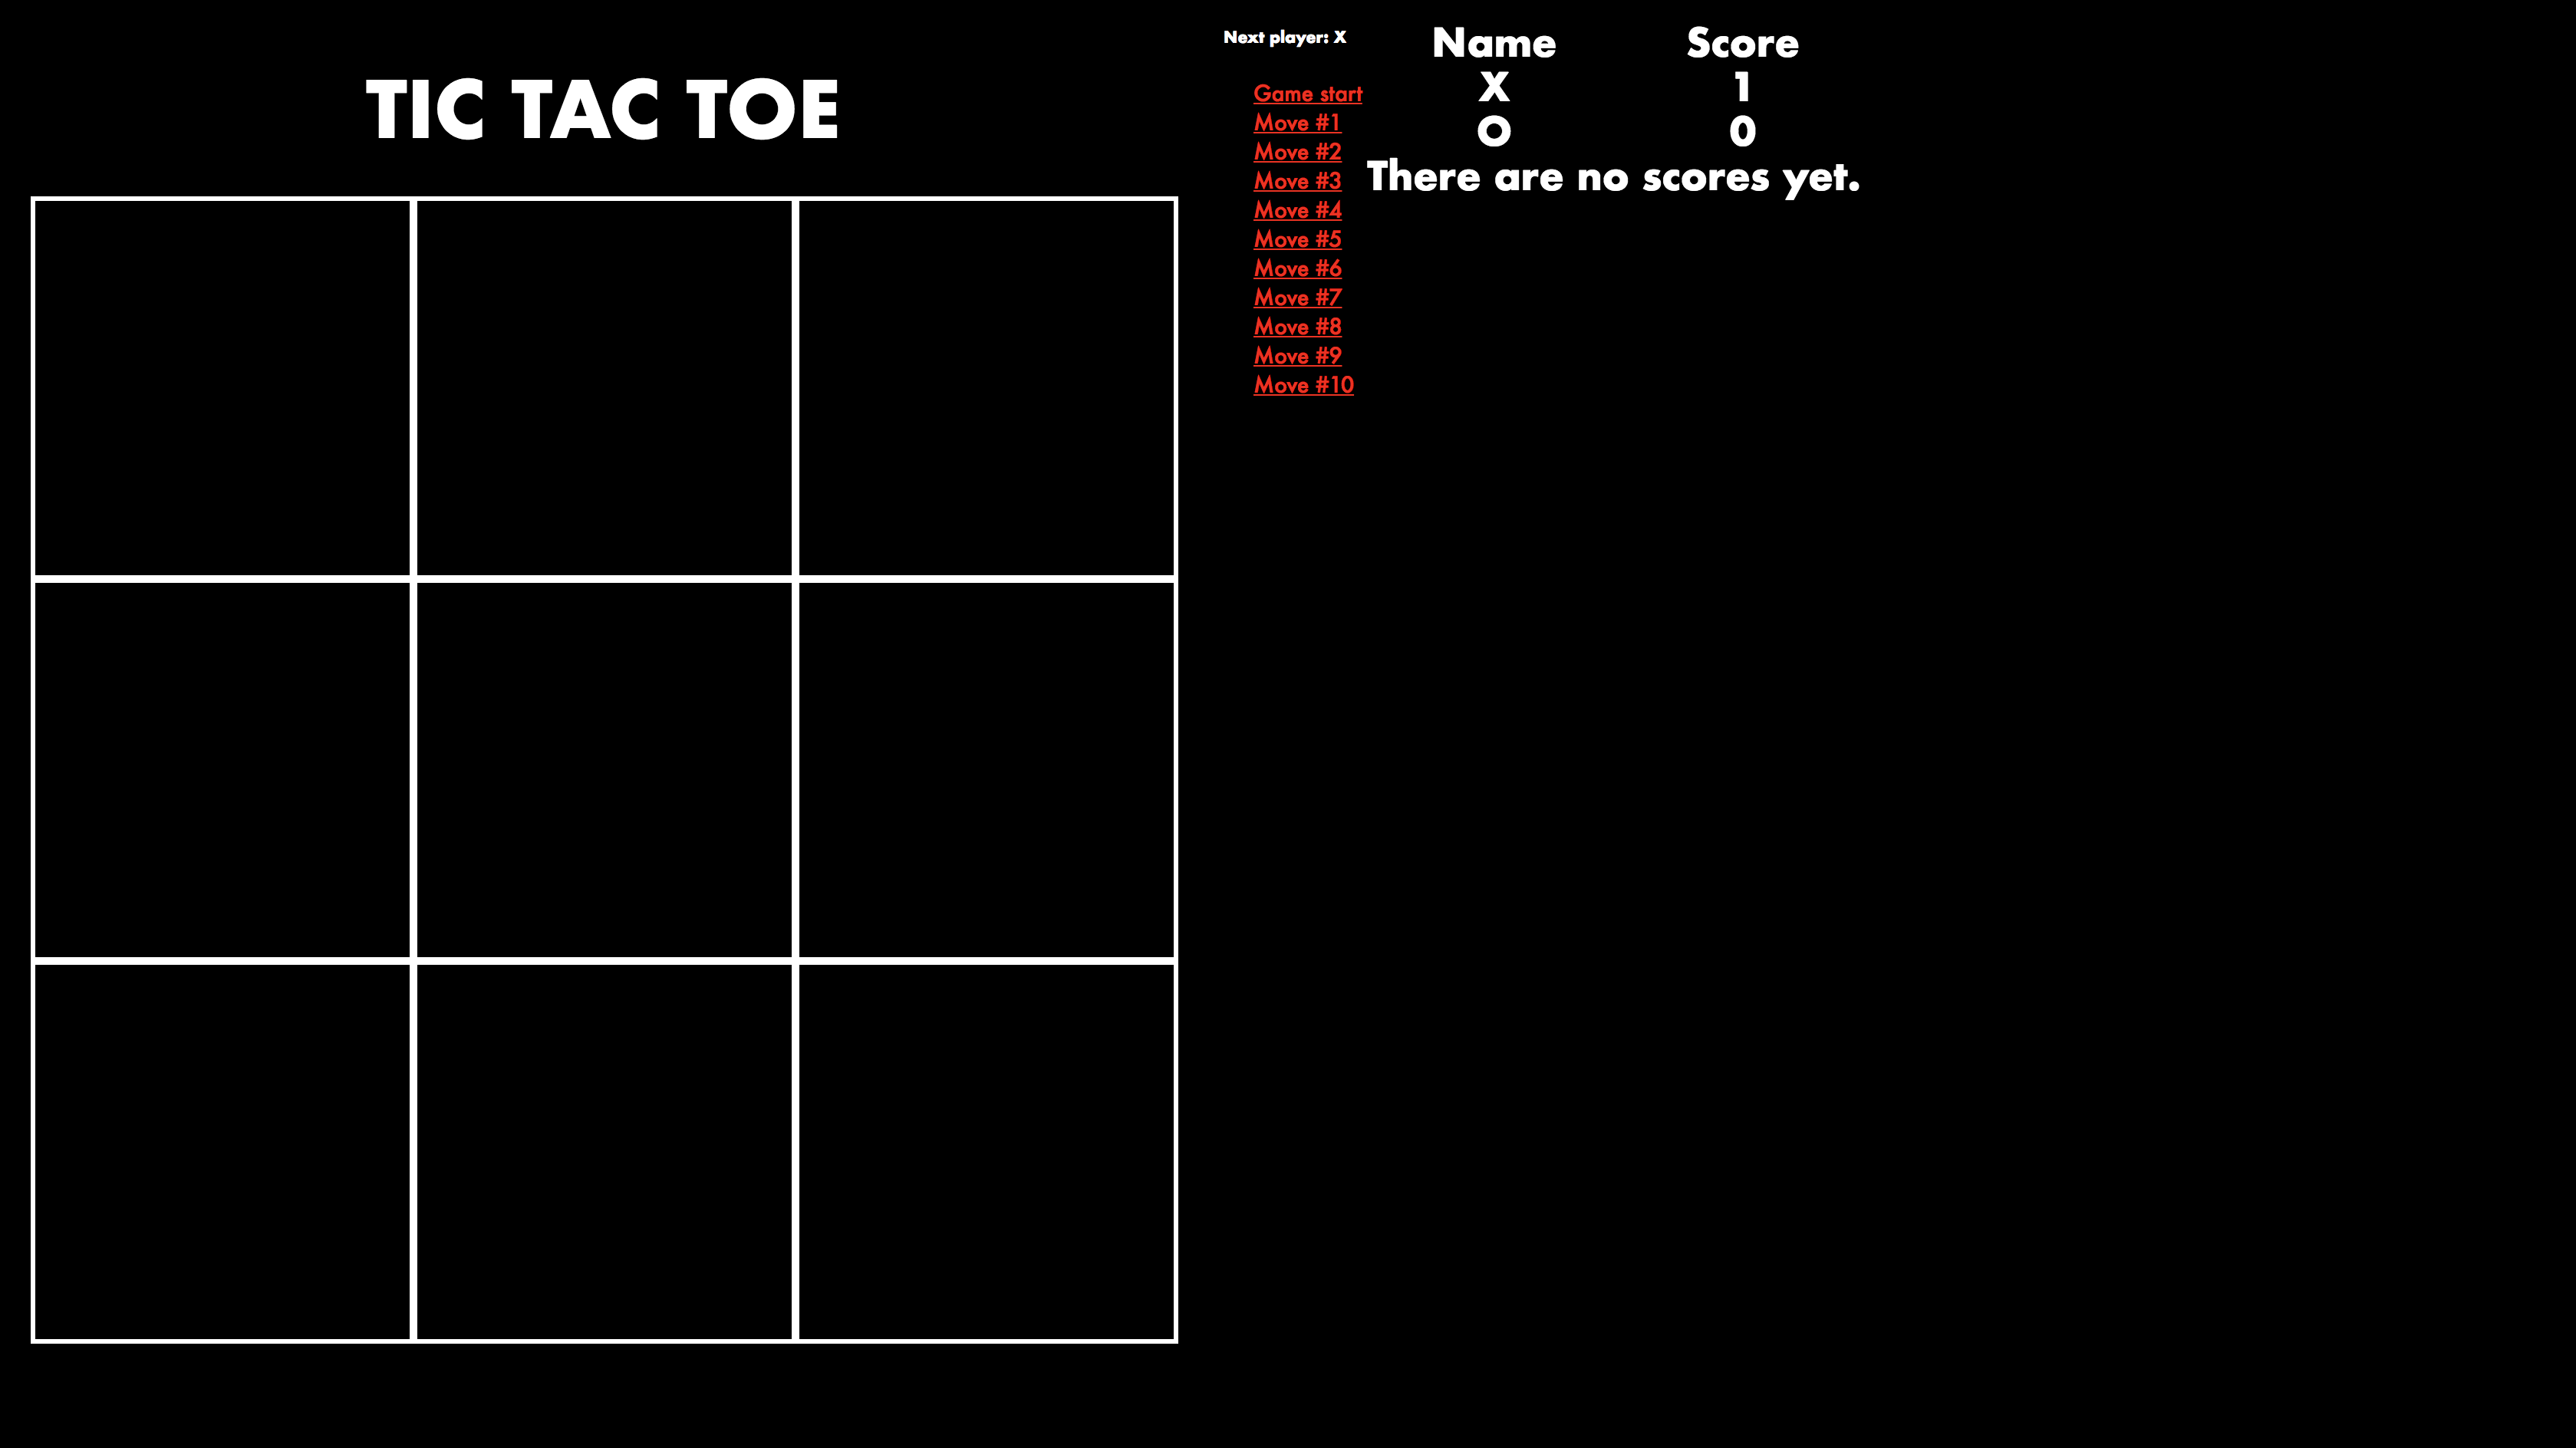 TIC TAC TOE
Next player: X
Game start
Move #1
Move #2
Move #3
Move #4
Move #5
Move #6
Move #7
Move #8
Move #9
Move #10
Name Score
X 1
O 0
There are no scores yet.